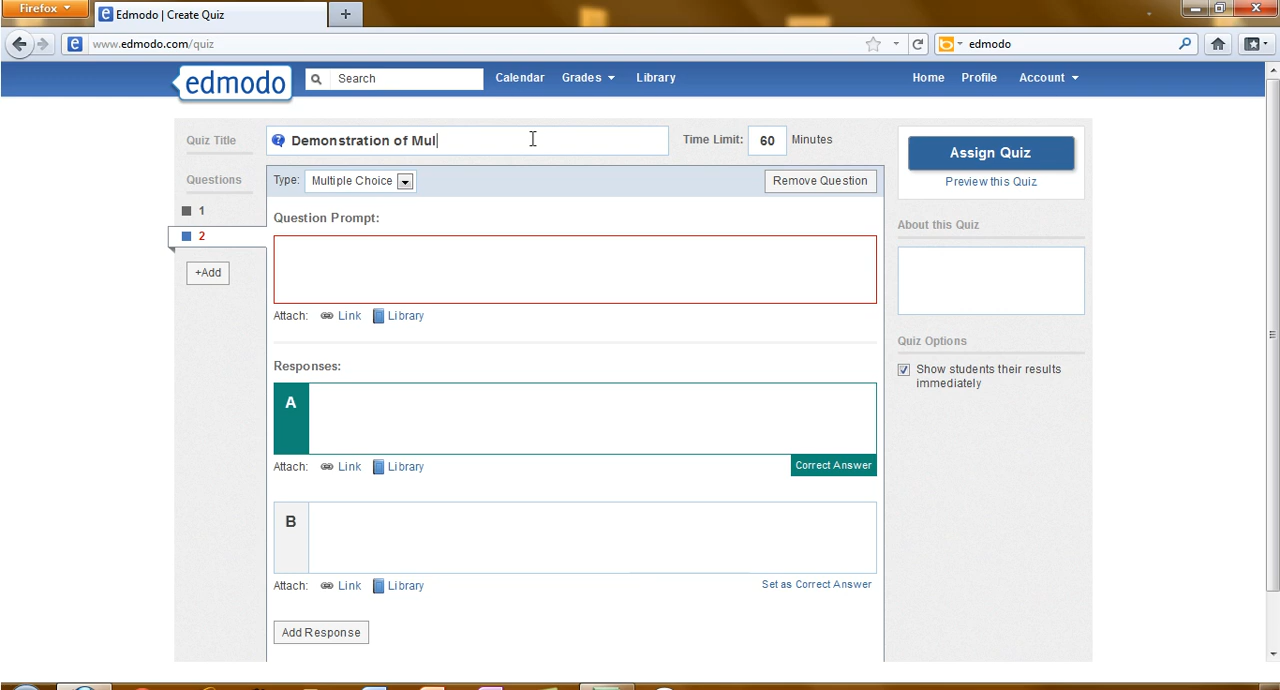 Firefox
Edmodo | Create Quiz
www.edmodo.com/quiz
edmodo
edmodo
Search
Calendar
Grades
Library
Home
Profile
Account
Quiz Title
Demonstration of Mul
Time Limit:
60
Minutes
Assign Quiz
Preview this Quiz
Questions
Type:
Multiple Choice
Remove Question
1
2
+Add
Question Prompt:
About this Quiz
Attach:
Link
Library
Quiz Options
Show students their results
immediately
Responses:
A
Attach:
Link
Library
Correct Answer
B
Attach:
Link
Library
Set as Correct Answer
Add Response